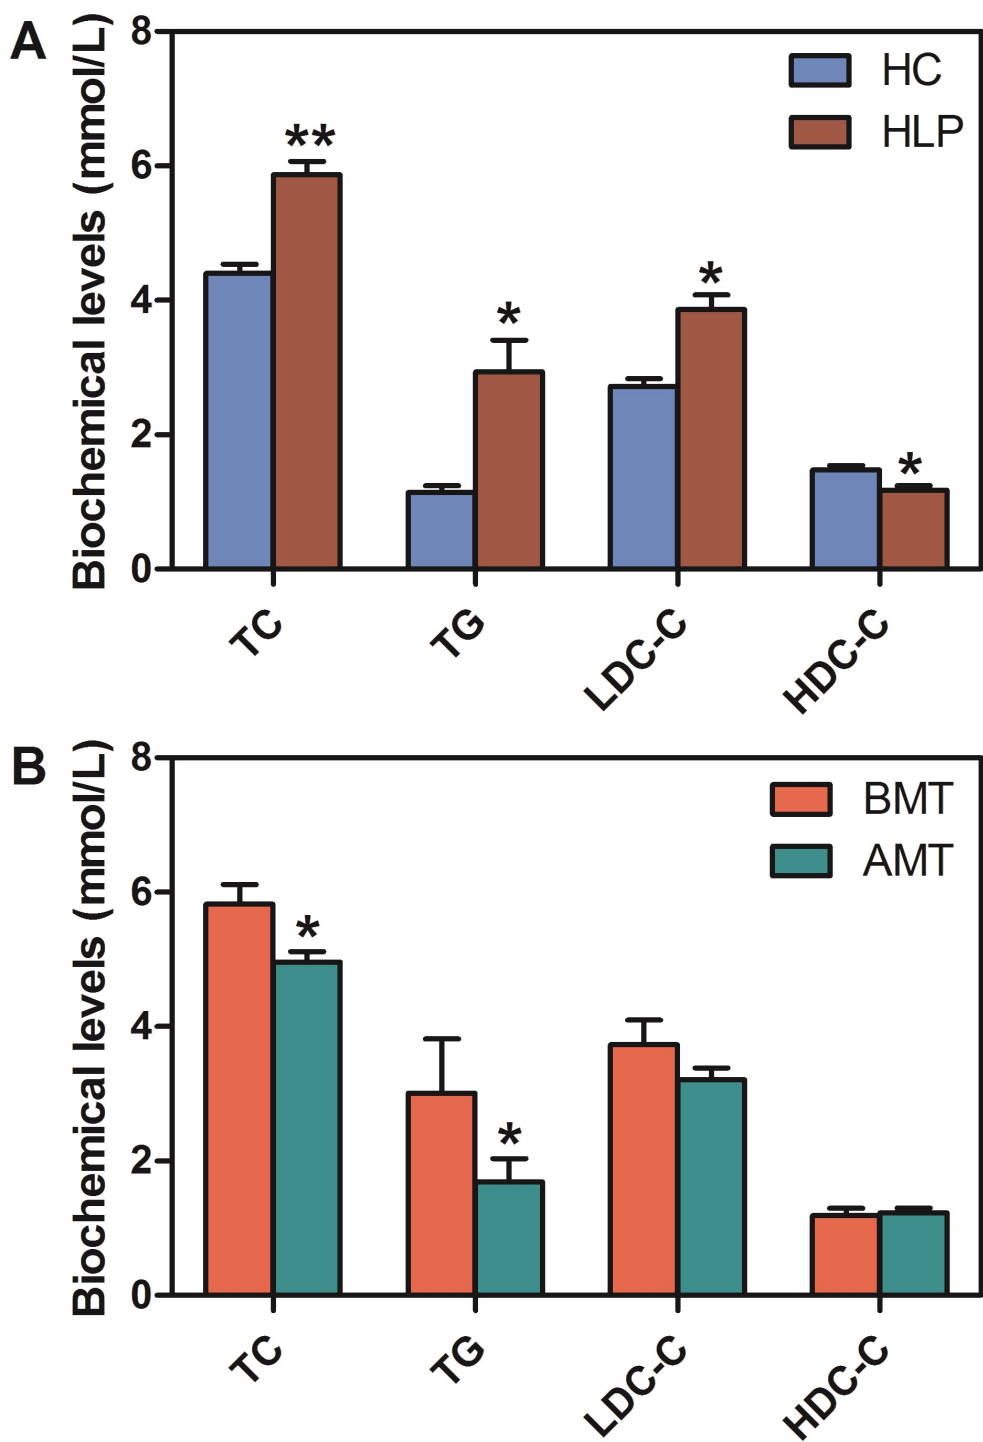 A
Biochemical levels (mmol/L)
8
6
4
2
0
HC
HLP
**
*
*
*
TC
TG
LDC-C
HDC-C
B
Biochemical levels (mmol/L)
8
6
4
2
0
BMT
AMT
*
*
TC
TG
LDC-C
HDC-C